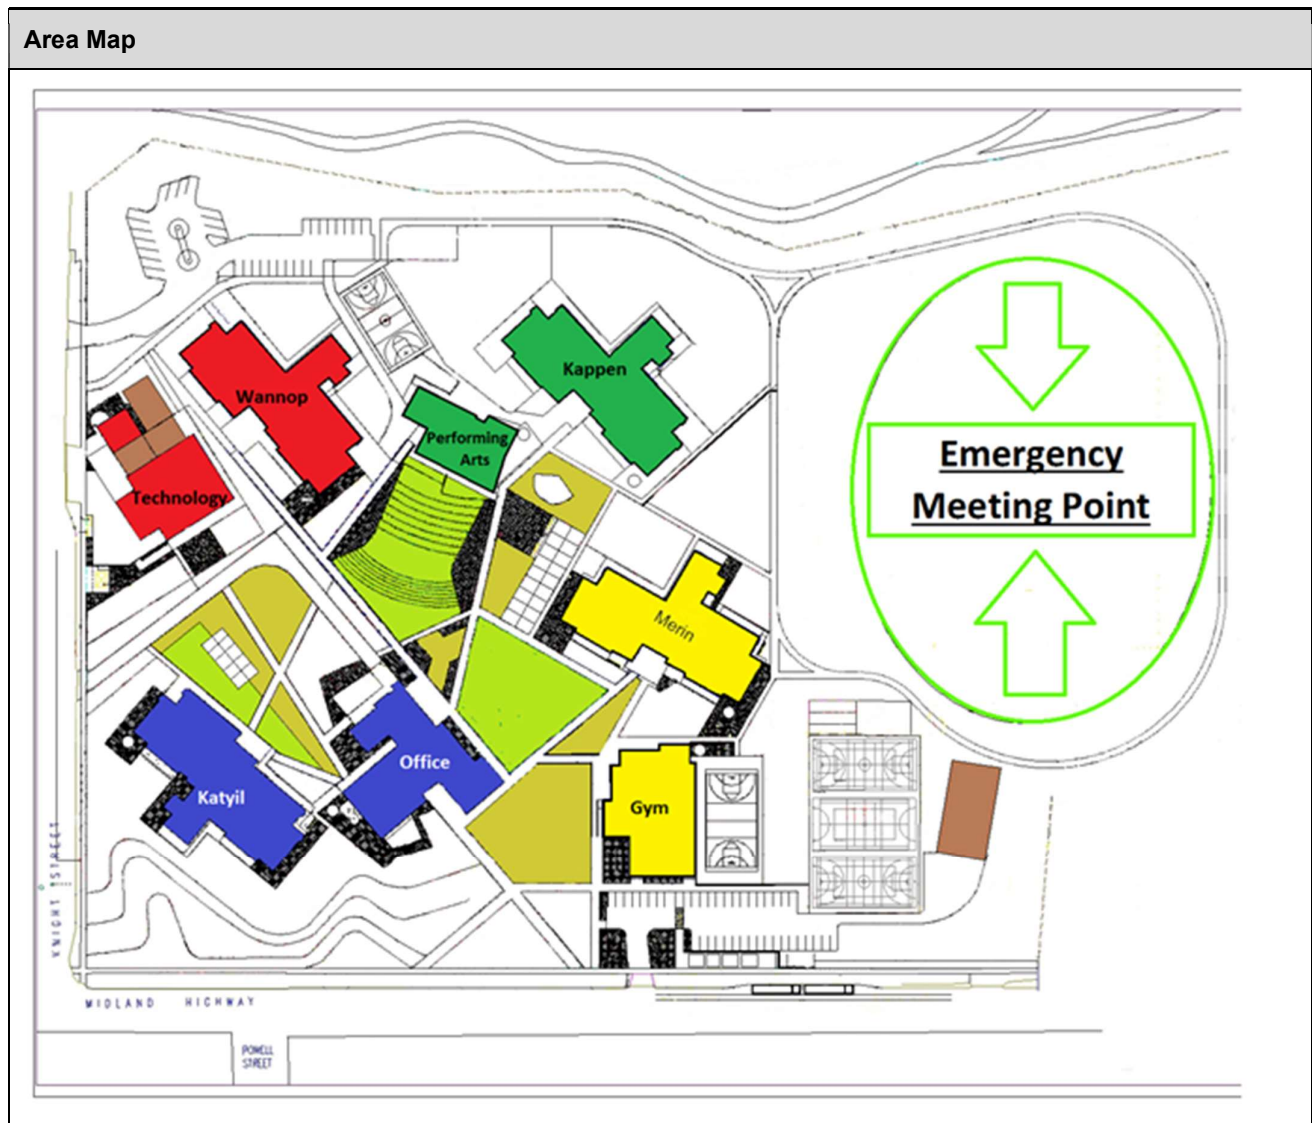 Area Map
Kappen
Wannop
Performing
Arts
Emergency
Meeting Point
Technology
Merin
Office
Katyil
Gym
KNIGHT STREET
MIDLAND HIGHWAY
POWELL
STREET